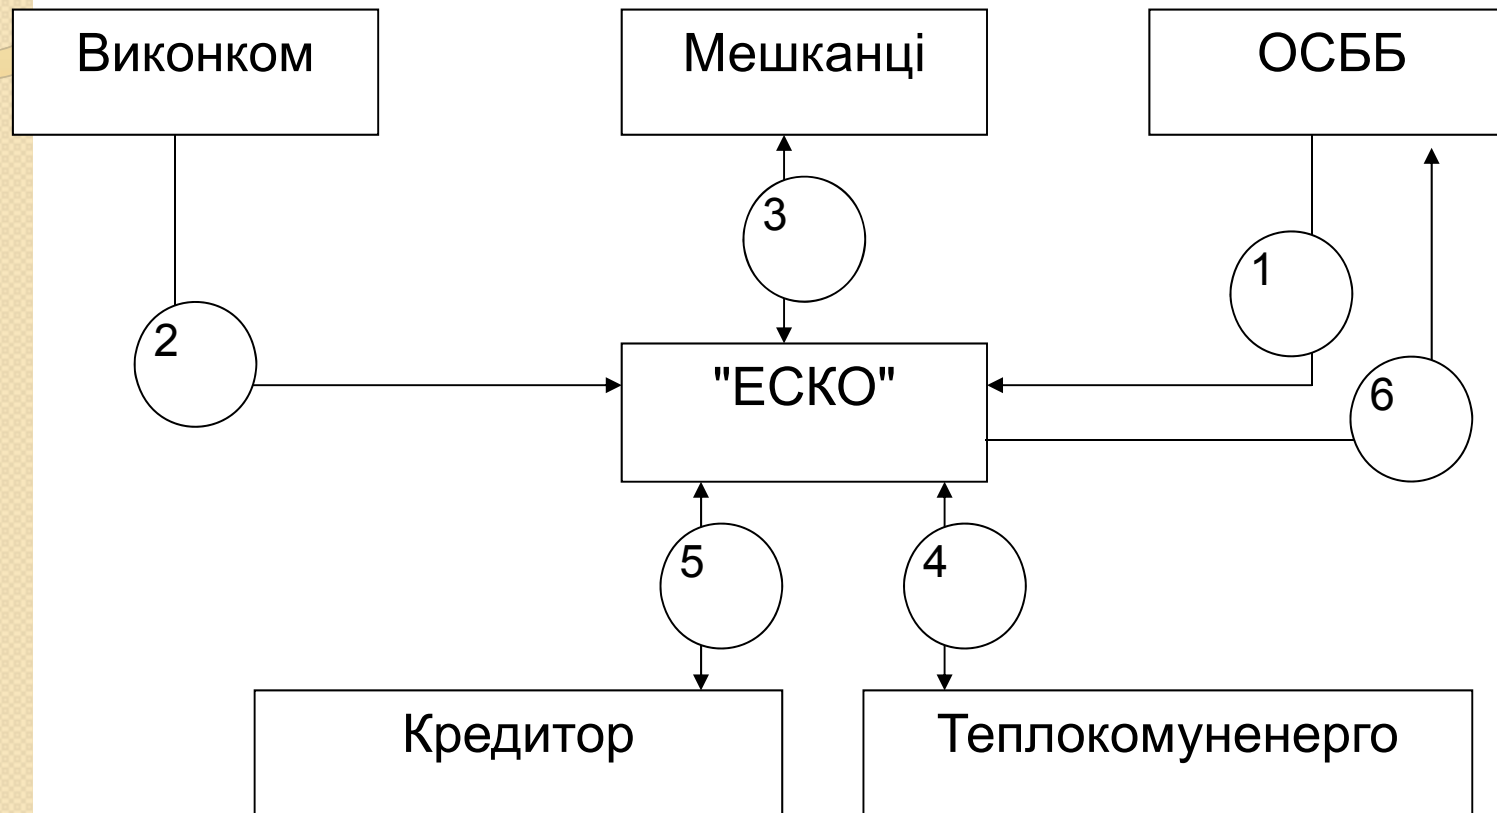 Виконком
Мешканці
ОСББ
3
1
2
"ЕСКО"
6
5
4
Кредитор
Теплокомуненерго